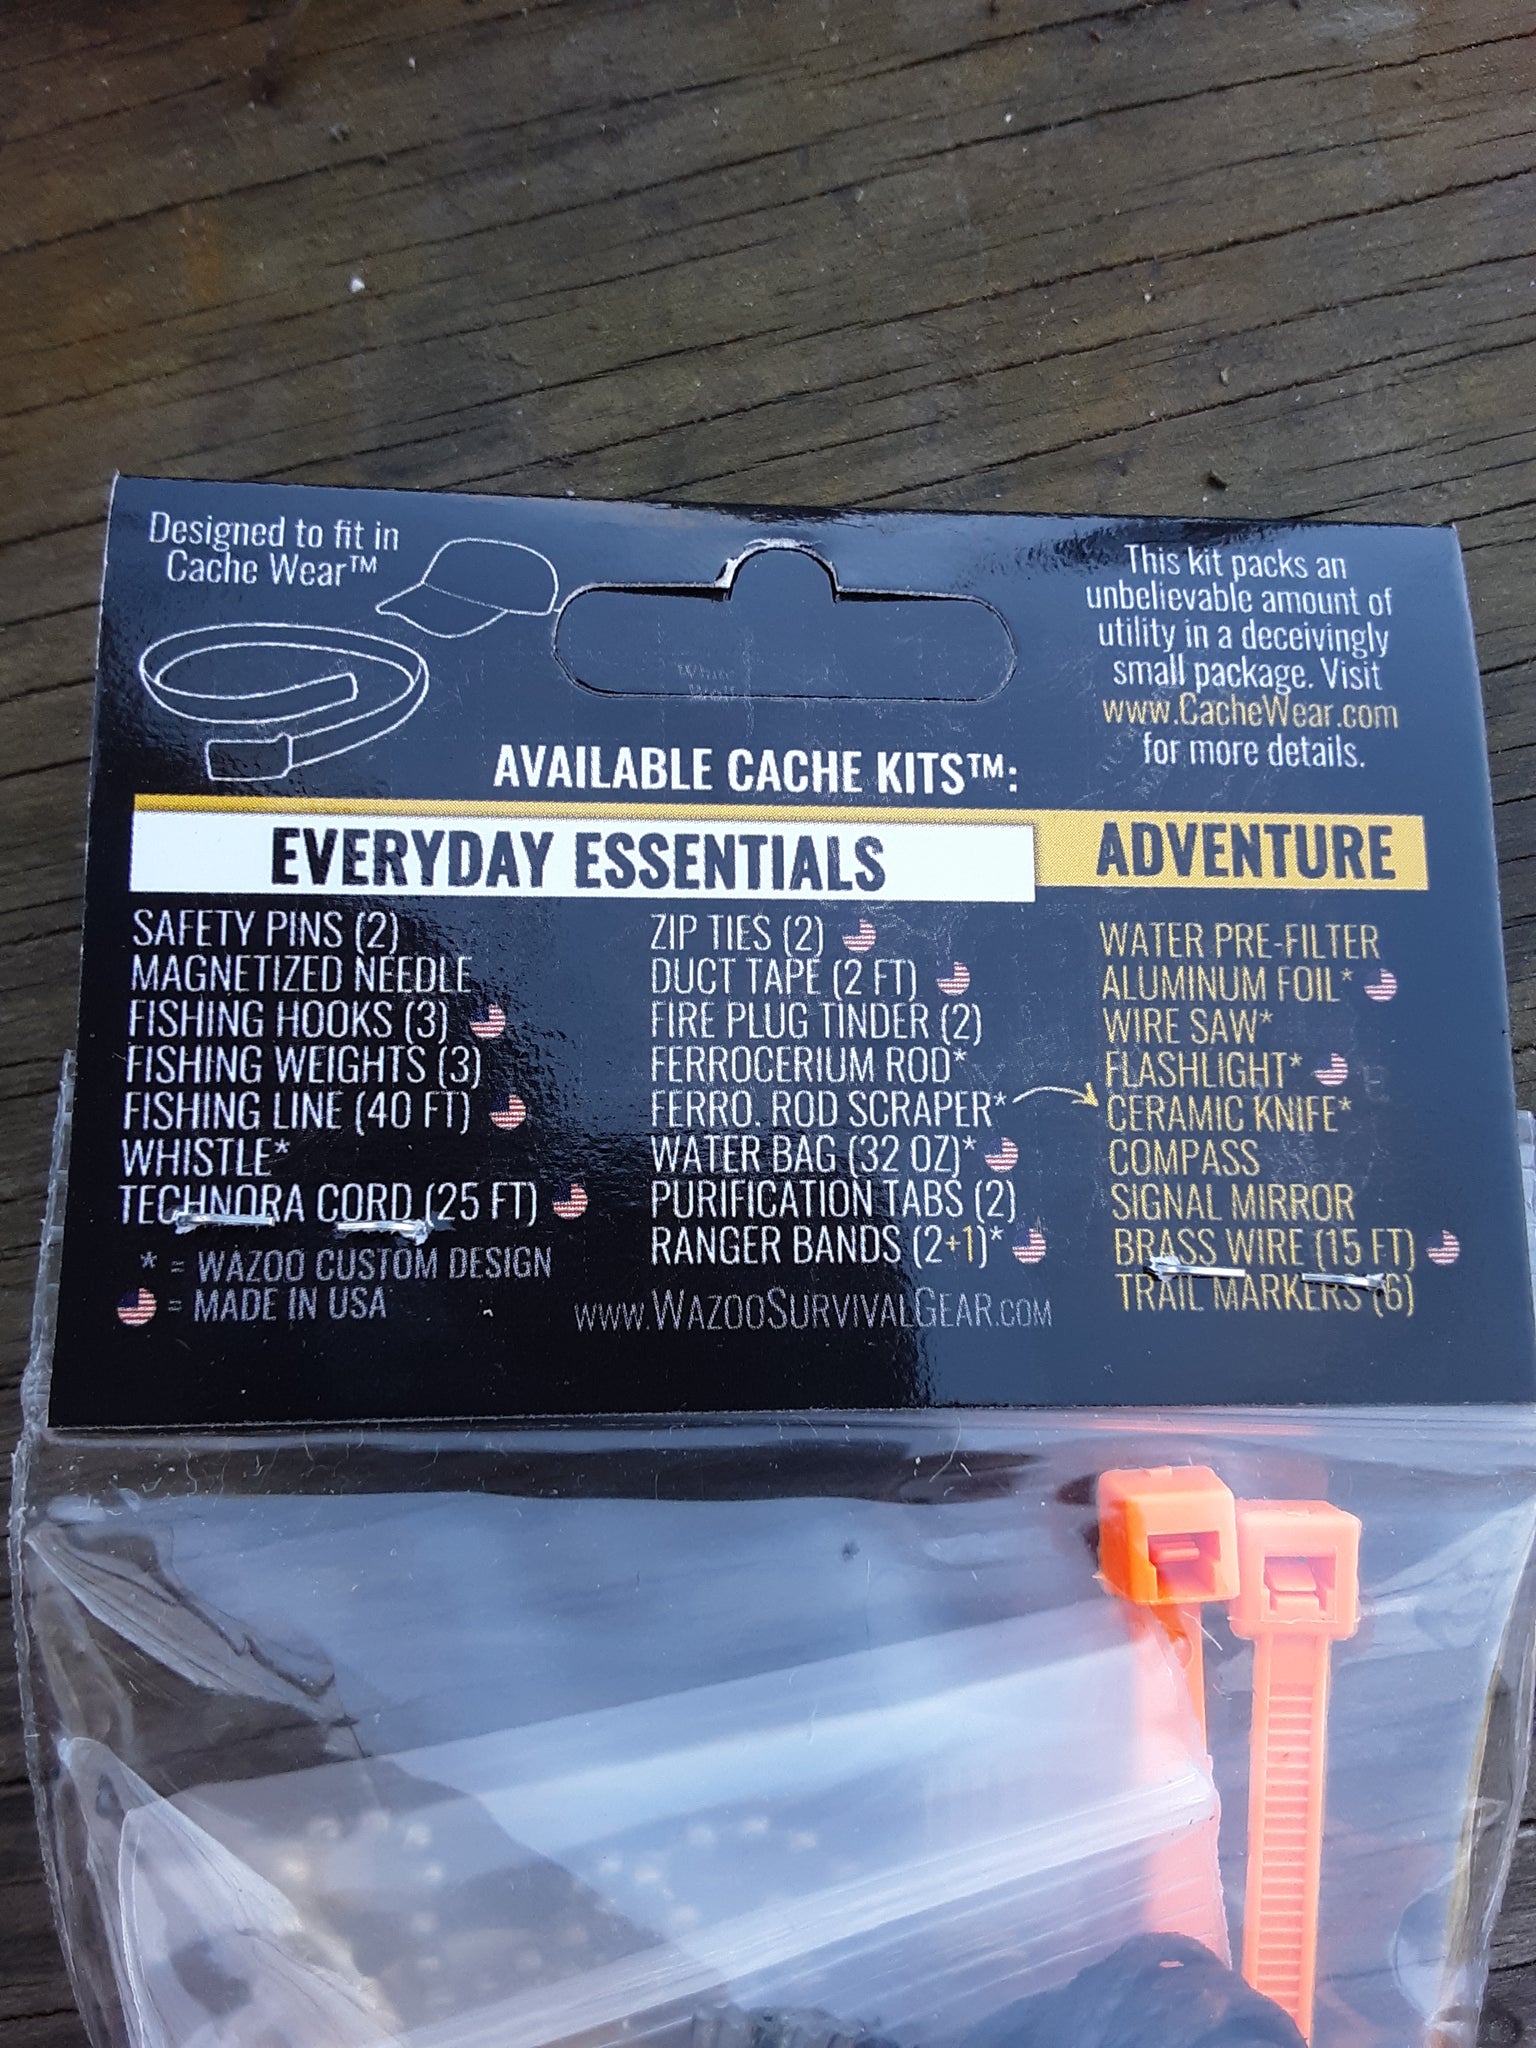 Designed to fit in
Cache Wear™
This kit packs an
unbelievable amount of
utility in a deceivingly
small package. Visit
www.CacheWear.com
for more details.
AVAILABLE CACHE KITS™:
EVERYDAY ESSENTIALS
SAFETY PINS (2)
MAGNETIZED NEEDLE
FISHING HOOKS (3)
FISHING WEIGHTS (3)
FISHING LINE (40 FT)
WHISTLE*
TECHNORA CORD (25 FT)
* = WAZOO CUSTOM DESIGN
= MADE IN USA
ZIP TIES (2)
DUCT TAPE (2 FT)
FIRE PLUG TINDER (2)
FERROCERIUM ROD*
FERRO. ROD SCRAPER*
WATER BAG (32 OZ)*
PURIFICATION TABS (2)
RANGER BANDS (2+1)*
www.WazooSurvivalGear.com
ADVENTURE
WATER PRE-FILTER
ALUMINUM FOIL*
WIRE SAW*
FLASHLIGHT*
CERAMIC KNIFE*
COMPASS
SIGNAL MIRROR
BRASS WIRE (15 FT)
TRAIL MARKERS (6)